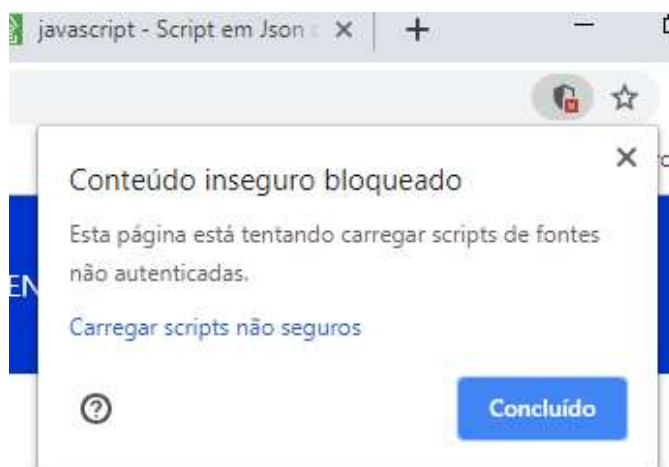 javascript - Script em Json
Conteúdo inseguro bloqueado
Esta página está tentando carregar scripts de fontes
não autenticadas.
EN
Carregar scripts não seguros
Concluído